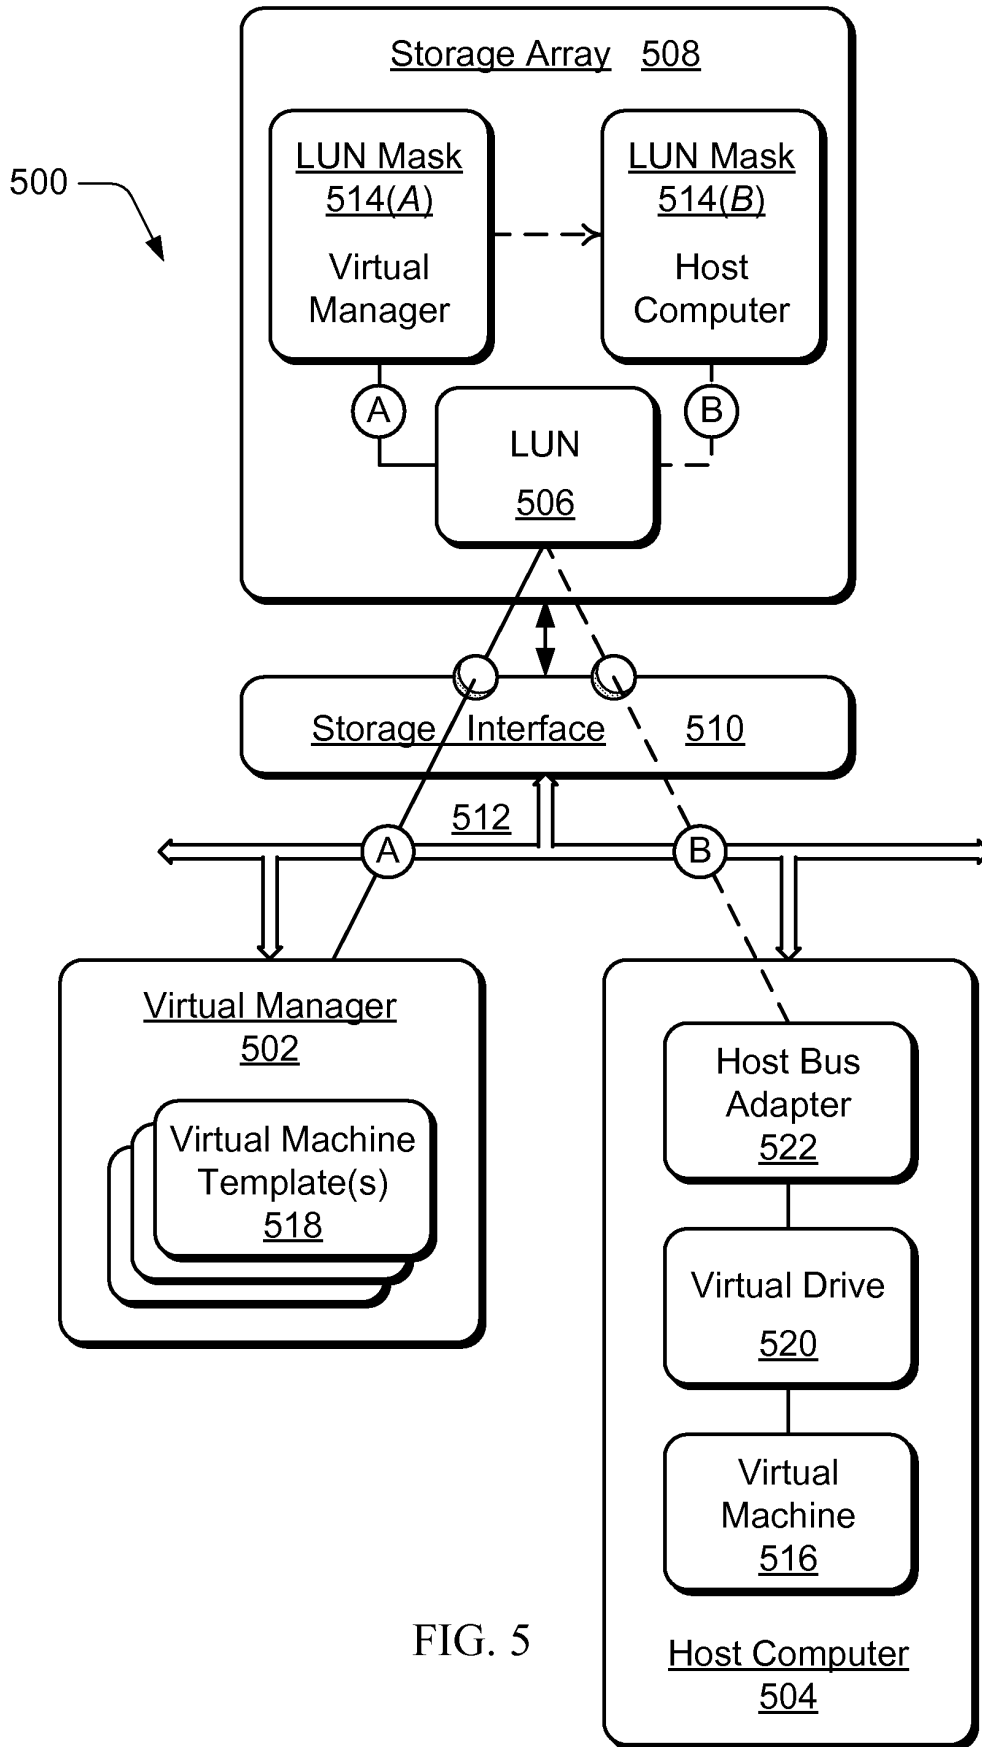 Storage Array 508
LUN Mask
514(A)
Virtual
Manager
LUN Mask
514(B)
Host
Computer
500
A
B
LUN
506
Storage Interface 510
512
A
B
Virtual Manager
502
Virtual Machine
Template(s)
518
Host Bus
Adapter
522
Virtual Drive
520
Virtual
Machine
516
Host Computer
504
FIG. 5